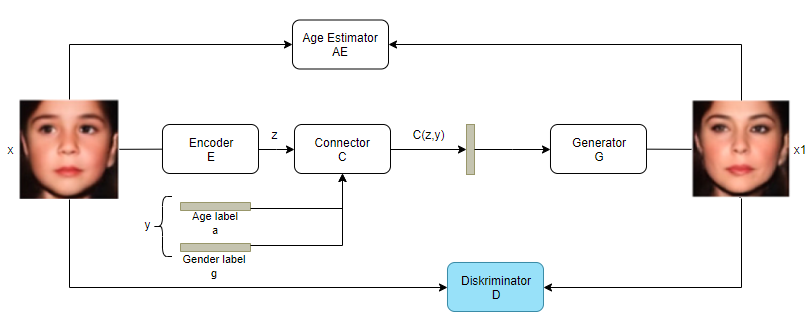 Age Estimator
AE
x
Encoder
E
z
Connector
C
C(z,y)
Generator
G
x1
y
Age label
a
Gender label
g
Diskriminator
D